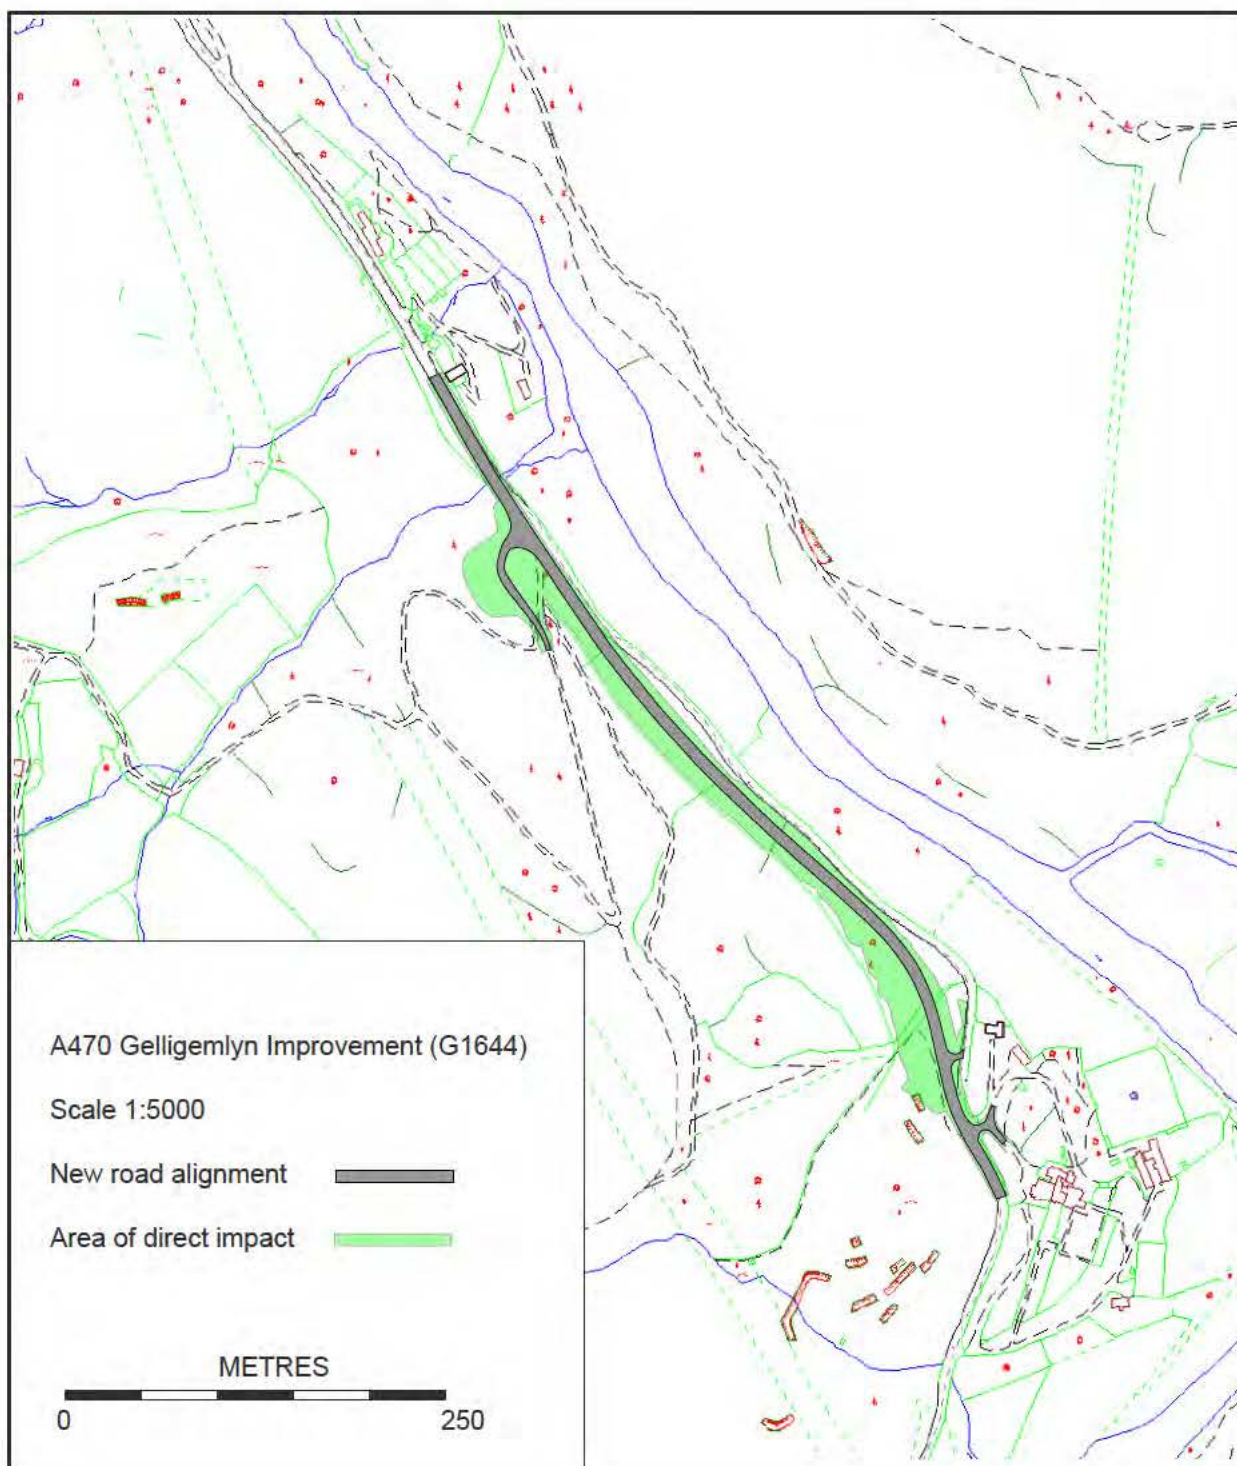 A470 Gelligemlyn Improvement (G1644)
Scale 1:5000
New road alignment
Area of direct impact
METRES
0 250